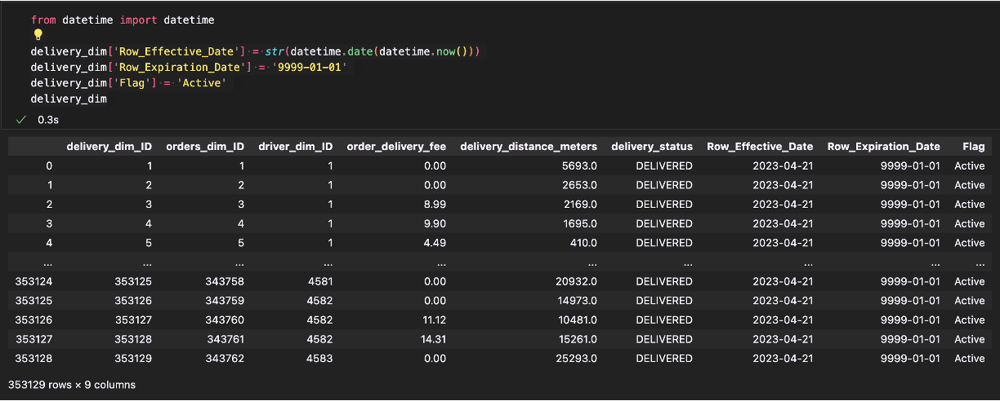 from datetime import datetime
delivery_dim['Row_Effective_Date'] = str(datetime.date(datetime.now()))
delivery_dim['Row_Expiration_Date'] = '9999-01-01'
delivery_dim['Flag'] = 'Active'
delivery_dim
0.3s
delivery_dim_ID orders_dim_ID driver_dim_ID order_delivery_fee delivery_distance_meters delivery_status Row_Effective_Date Row_Expiration_Date Flag
0 1 1 1 0.00 5693.0 DELIVERED 2023-04-21 9999-01-01 Active
1 2 2 1 0.00 2653.0 DELIVERED 2023-04-21 9999-01-01 Active
2 3 3 1 8.99 2169.0 DELIVERED 2023-04-21 9999-01-01 Active
3 4 4 1 9.90 1695.0 DELIVERED 2023-04-21 9999-01-01 Active
4 5 5 1 4.49 410.0 DELIVERED 2023-04-21 9999-01-01 Active
... ... ... ... ... ... ... ... ... ...
353124 353125 343758 4581 0.00 20932.0 DELIVERED 2023-04-21 9999-01-01 Active
353125 353126 343759 4582 0.00 14973.0 DELIVERED 2023-04-21 9999-01-01 Active
353126 353127 343760 4582 11.12 10481.0 DELIVERED 2023-04-21 9999-01-01 Active
353127 353128 343761 4582 14.31 15261.0 DELIVERED 2023-04-21 9999-01-01 Active
353128 353129 343762 4583 0.00 25293.0 DELIVERED 2023-04-21 9999-01-01 Active
353129 rows × 9 columns